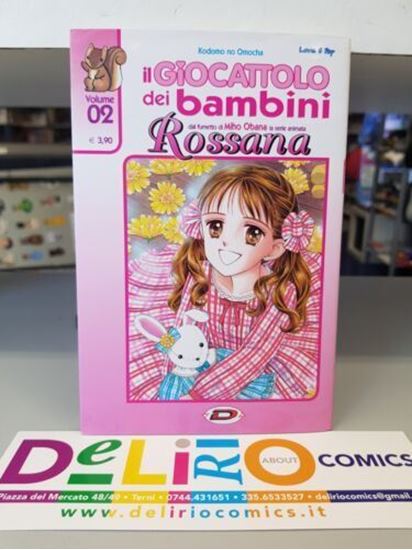 Kodomo no Omocha
Love & Pop
Volume
02
€ 3,90
il GIOCATTOLO
dei bambini
dal fumetto di Miho Obana la serie animata
Rossana
D
DeLiRiO
ABOUT
COMICS
Piazza del Mercato 48/49 • Terni • 0744.431651 • 335.6533527 • deliriocomics@gmail.
www.deliriocomics.it